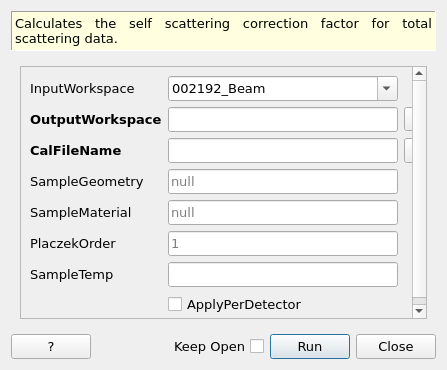 Calculates the self scattering correction factor for total
scattering data.
InputWorkspace 002192_Beam
OutputWorkspace
CalFileName
SampleGeometry null
SampleMaterial null
PlaczekOrder 1
SampleTemp
ApplyPerDetector
? Keep Open Run Close